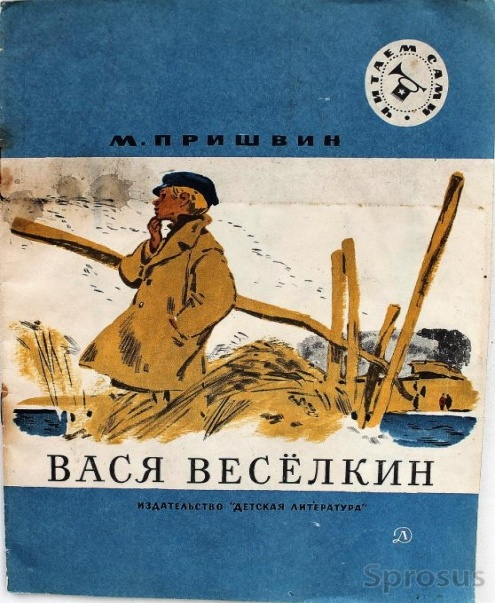 ЧИТАЕМ САМИ •
М. ПРИШВИН
ВАСЯ ВЕСЁЛКИН
ИЗДАТЕЛЬСТВО "ДЕТСКАЯ ЛИТЕРАТУРА"
Д
Sprosus